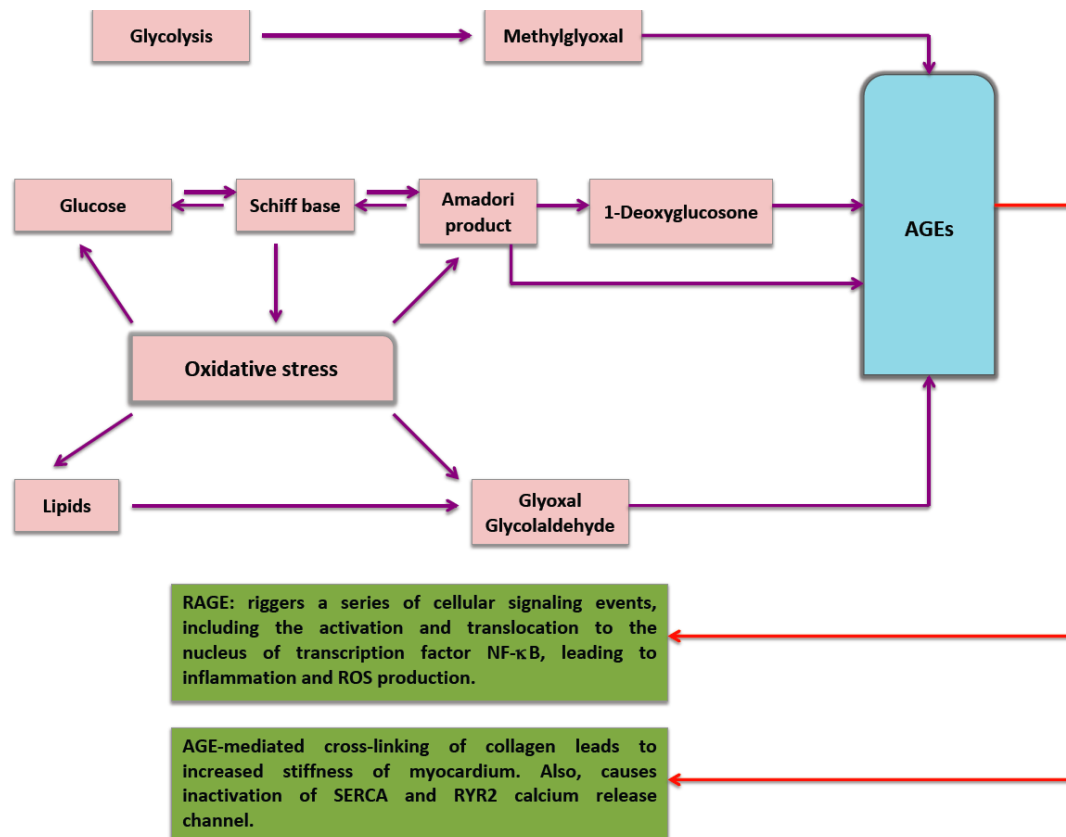 Glycolysis
Methylglyoxal
Glucose
Schiff base
Amadori
product
1-Deoxyglucosone
AGEs
Oxidative stress
Lipids
Glyoxal
Glycolaldehyde
RAGE: riggers a series of cellular signaling events,
including the activation and translocation to the
nucleus of transcription factor NF-κB, leading to
inflammation and ROS production.
AGE-mediated cross-linking of collagen leads to
increased stiffness of myocardium. Also, causes
inactivation of SERCA and RYR2 calcium release
channel.